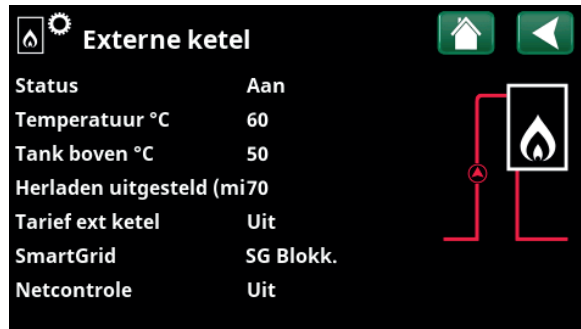 Externe ketel
Status Aan
Temperatuur °C 60
Tank boven °C 50
Herladen uitgesteld (mi70
Tarief ext ketel Uit
SmartGrid SG Blokk.
Netcontrole Uit